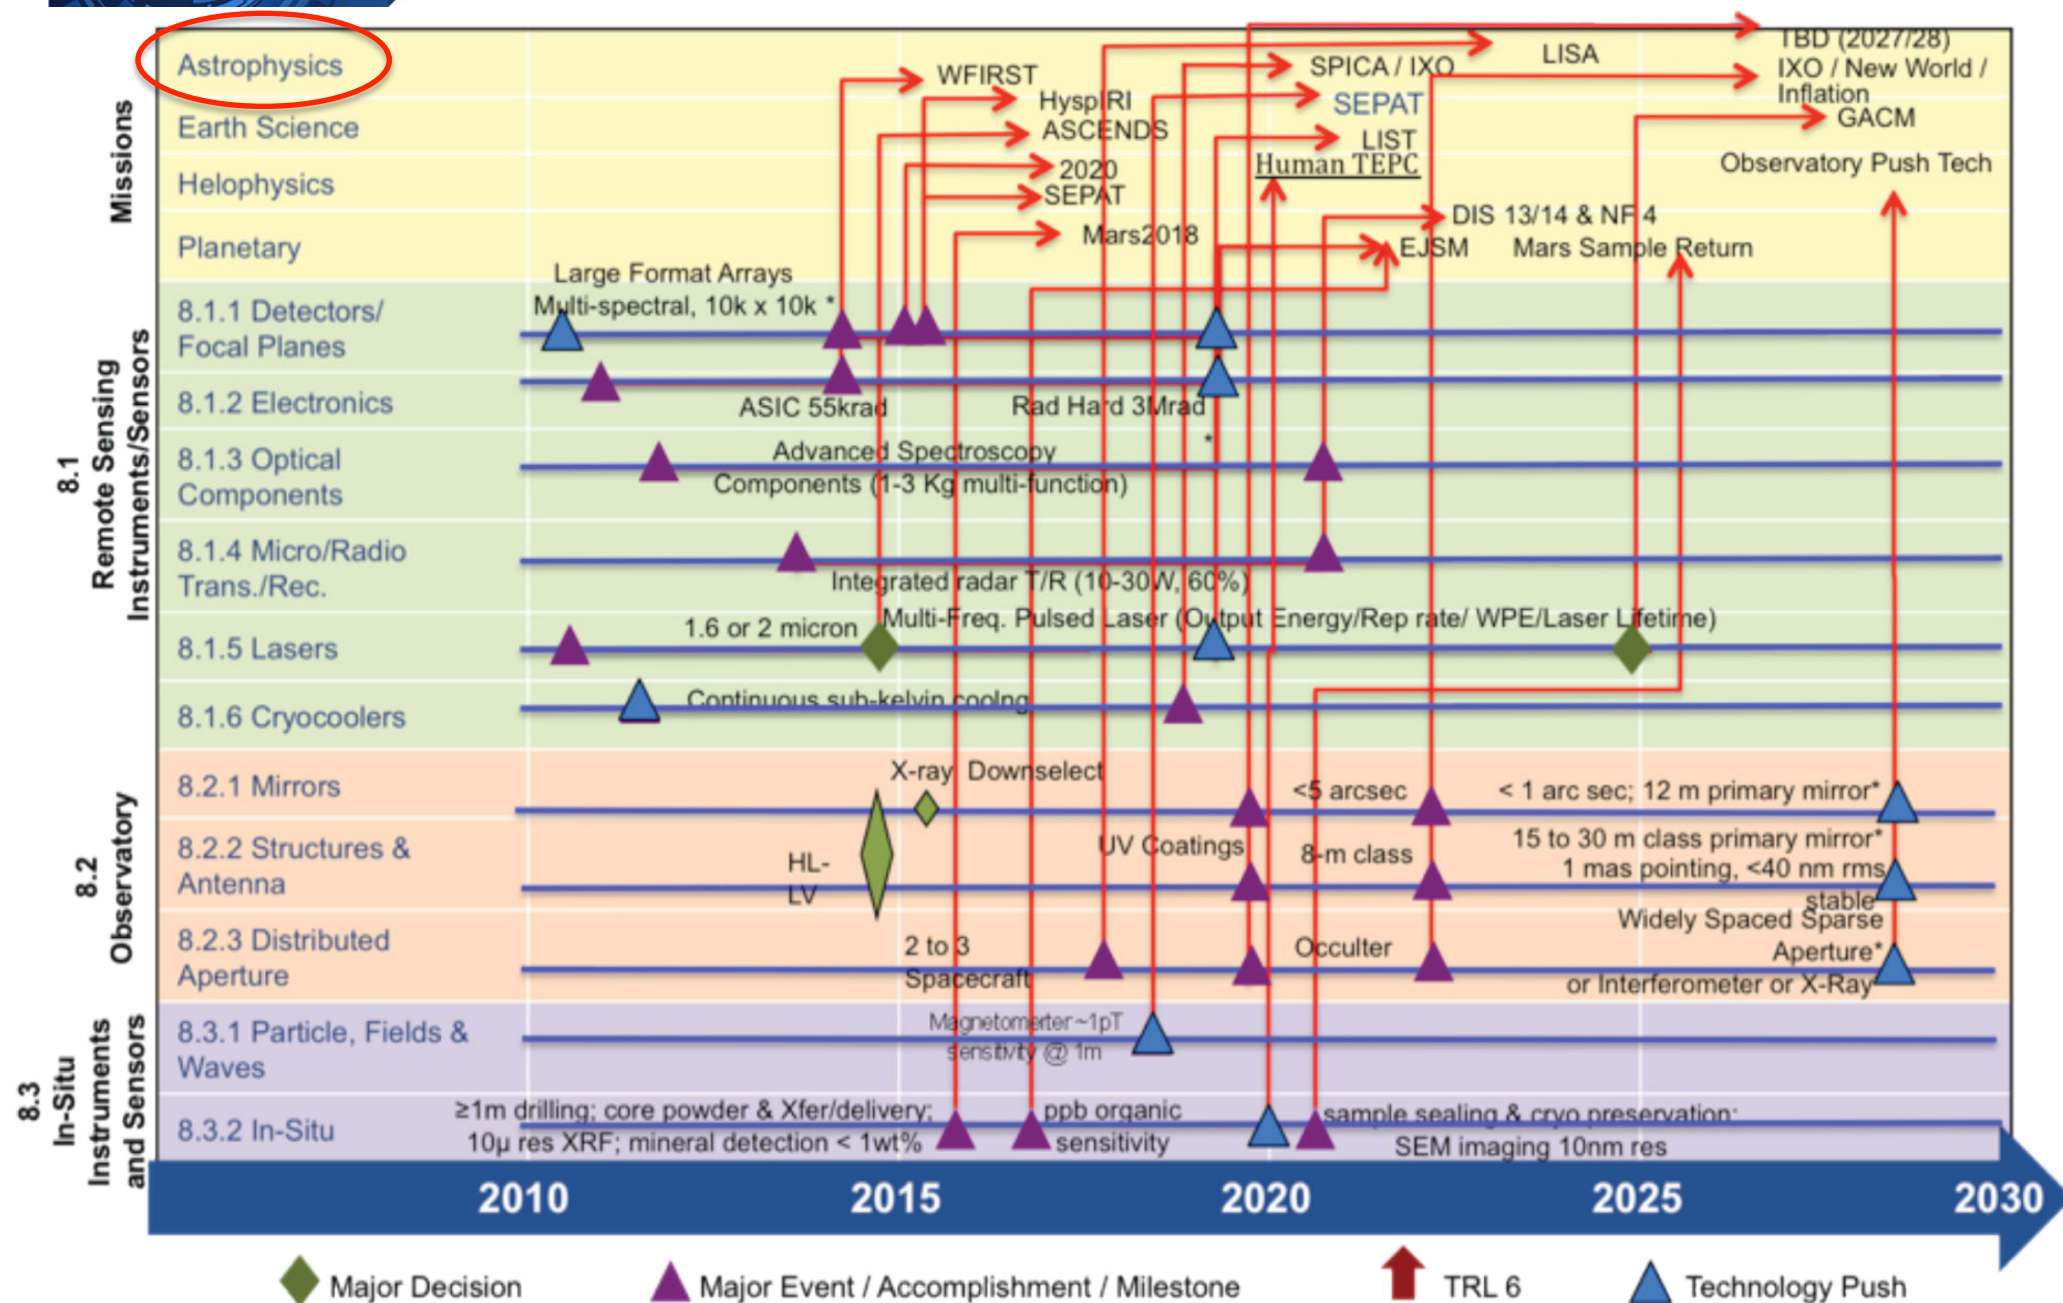 Missions
Astrophysics
Earth Science
Helophysics
Planetary
WFIRST
HyspIRI
ASCENDS
2020
SEPAT
Mars2018
SPICA / IXO
SEPAT
LIST
Human TEPC
LISA
TBD (2027/28)
IXO / New World /
Inflation
GACM
Observatory Push Tech
DIS 13/14 & NF 4
EJSM
Mars Sample Return
8.1
Remote Sensing
Instruments/Sensors
8.1.1 Detectors/
Focal Planes
Large Format Arrays
Multi-spectral, 10k x 10k *
8.1.2 Electronics
ASIC 55krad
Rad Hard 3Mrad
*
8.1.3 Optical
Components
Advanced Spectroscopy
Components (1-3 Kg multi-function)
8.1.4 Micro/Radio
Trans./Rec.
Integrated radar T/R (10-30W, 60%)
8.1.5 Lasers
1.6 or 2 micron
Multi-Freq. Pulsed Laser (Output Energy/Rep rate/ WPE/Laser Lifetime)
8.1.6 Cryocoolers
Continuous sub-kelvin coolng
8.2
Observatory
8.2.1 Mirrors
X-ray Downselect
<5 arcsec
< 1 arc sec; 12 m primary mirror*
8.2.2 Structures &
Antenna
HL-
LV
UV Coatings
8-m class
15 to 30 m class primary mirror*
1 mas pointing, <40 nm rms
stable
8.2.3 Distributed
Aperture
2 to 3
Spacecraft
Occulter
Widely Spaced Sparse
Aperture*
or Interferometer or X-Ray
8.3
In-Situ
Instruments
and Sensors
8.3.1 Particle, Fields &
Waves
Magnetomerter~1pT
sensitivity @ 1m
8.3.2 In-Situ
≥1m drilling; core powder & Xfer/delivery;
10µ res XRF; mineral detection < 1wt%
ppb organic
sensitivity
sample sealing & cryo preservation;
SEM imaging 10nm res
2010
2015
2020
2025
2030
Major Decision
Major Event / Accomplishment / Milestone
TRL 6
Technology Push